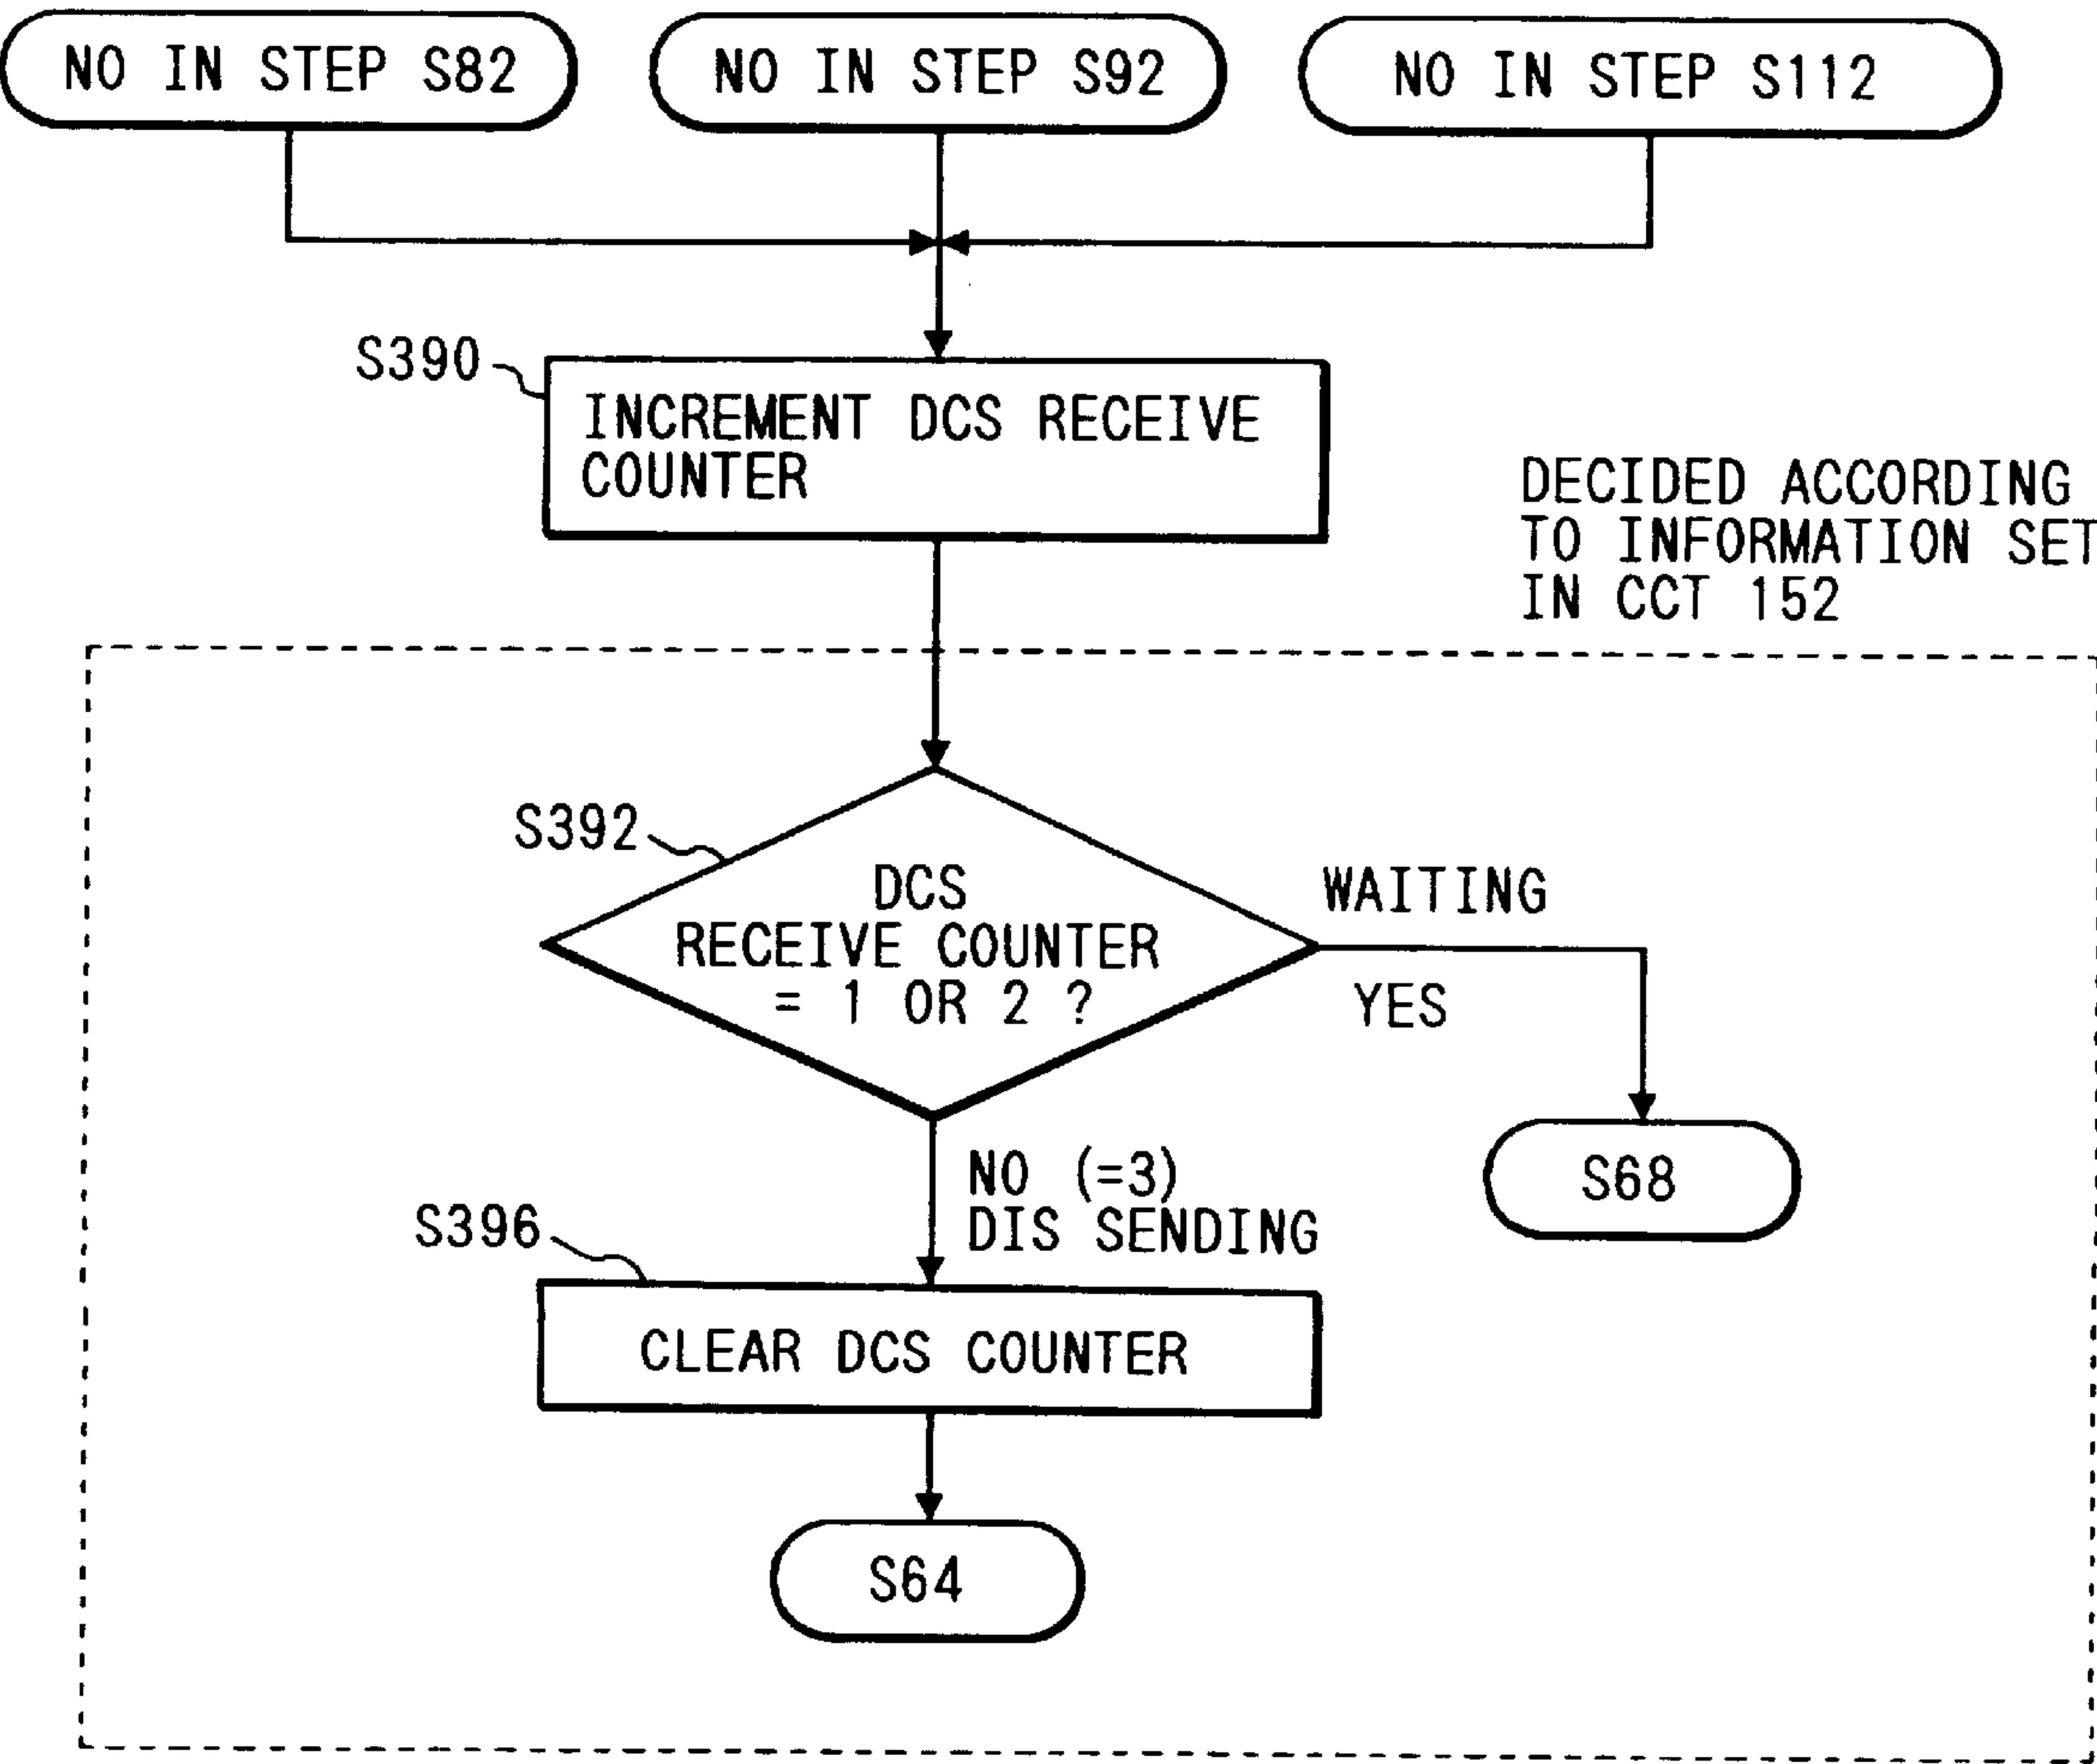 NO IN STEP S82
NO IN STEP S92
NO IN STEP S112
S390
INCREMENT DCS RECEIVE
COUNTER
DECIDED ACCORDING
TO INFORMATION SET
IN CCT 152
S392
DCS
RECEIVE COUNTER
= 1 OR 2 ?
WAITING
YES
S68
NO (=3)
DIS SENDING
S396
CLEAR DCS COUNTER
S64